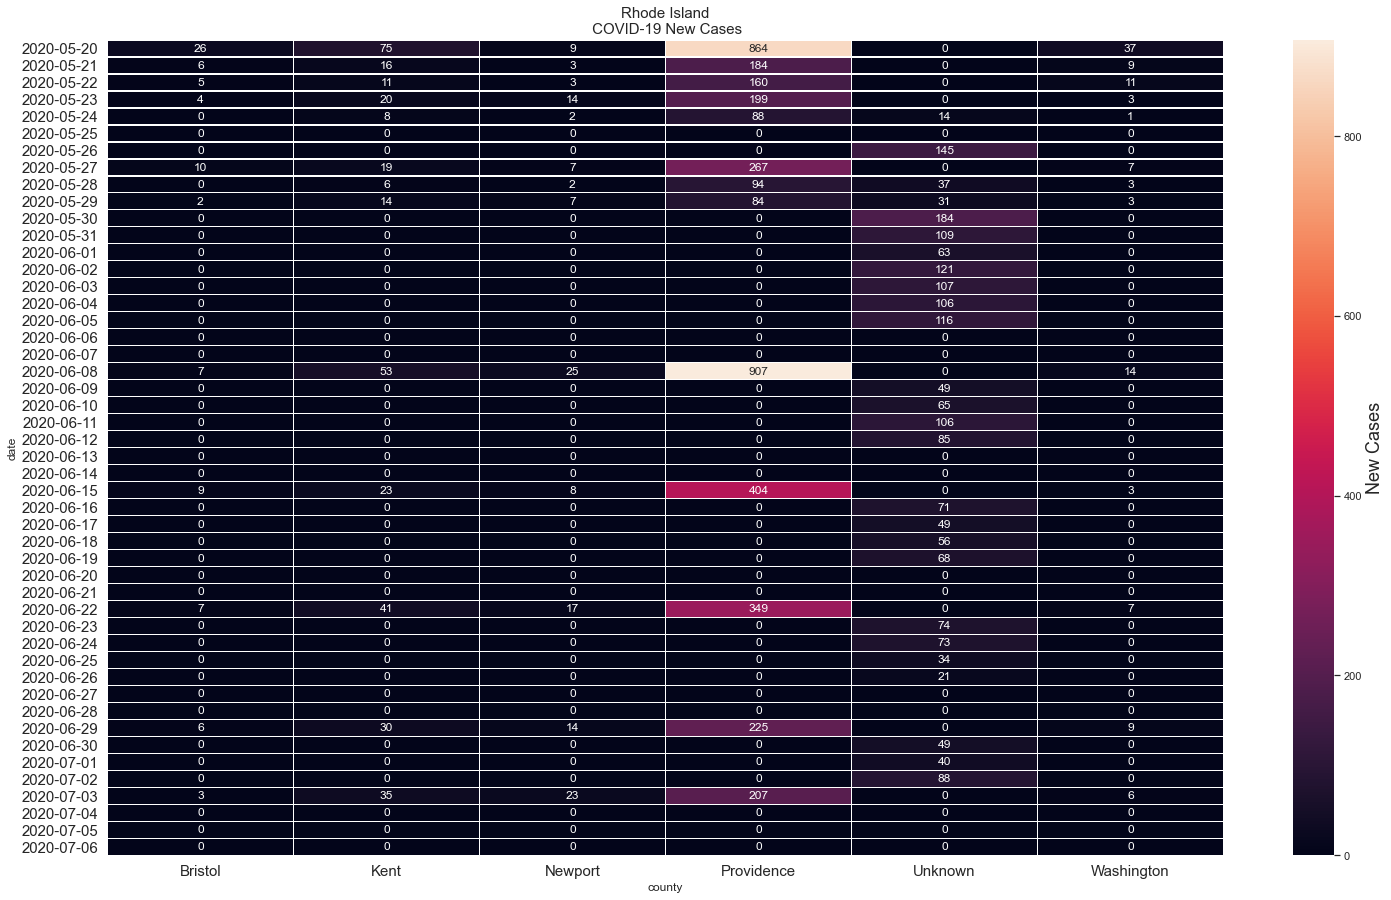 Rhode Island
COVID-19 New Cases
2020-05-20 26 75 9 864 0 37
2020-05-21 6 16 3 184 0 9
2020-05-22 5 11 3 160 0 11
2020-05-23 4 20 14 199 0 3
2020-05-24 0 8 2 88 14 1
2020-05-25 0 0 0 0 0 0
2020-05-26 0 0 0 0 145 0
2020-05-27 10 19 7 267 0 7
2020-05-28 0 6 2 94 37 3
2020-05-29 2 14 7 84 31 3
2020-05-30 0 0 0 0 184 0
2020-05-31 0 0 0 0 109 0
2020-06-01 0 0 0 0 63 0
2020-06-02 0 0 0 0 121 0
2020-06-03 0 0 0 0 107 0
2020-06-04 0 0 0 0 106 0
2020-06-05 0 0 0 0 116 0
2020-06-06 0 0 0 0 0 0
2020-06-07 0 0 0 0 0 0
2020-06-08 7 53 25 907 0 14
2020-06-09 0 0 0 0 49 0
2020-06-10 0 0 0 0 65 0
2020-06-11 0 0 0 0 106 0
2020-06-12 0 0 0 0 85 0
2020-06-13 0 0 0 0 0 0
2020-06-14 0 0 0 0 0 0
2020-06-15 9 23 8 404 0 3
2020-06-16 0 0 0 0 71 0
2020-06-17 0 0 0 0 49 0
2020-06-18 0 0 0 0 56 0
2020-06-19 0 0 0 0 68 0
2020-06-20 0 0 0 0 0 0
2020-06-21 0 0 0 0 0 0
2020-06-22 7 41 17 349 0 7
2020-06-23 0 0 0 0 74 0
2020-06-24 0 0 0 0 73 0
2020-06-25 0 0 0 0 34 0
2020-06-26 0 0 0 0 21 0
2020-06-27 0 0 0 0 0 0
2020-06-28 0 0 0 0 0 0
2020-06-29 6 30 14 225 0 9
2020-06-30 0 0 0 0 49 0
2020-07-01 0 0 0 0 40 0
2020-07-02 0 0 0 0 88 0
2020-07-03 3 35 23 207 0 6
2020-07-04 0 0 0 0 0 0
2020-07-05 0 0 0 0 0 0
2020-07-06 0 0 0 0 0 0
Bristol Kent Newport Providence Unknown Washington
county
date
800
600
400
200
0
New Cases